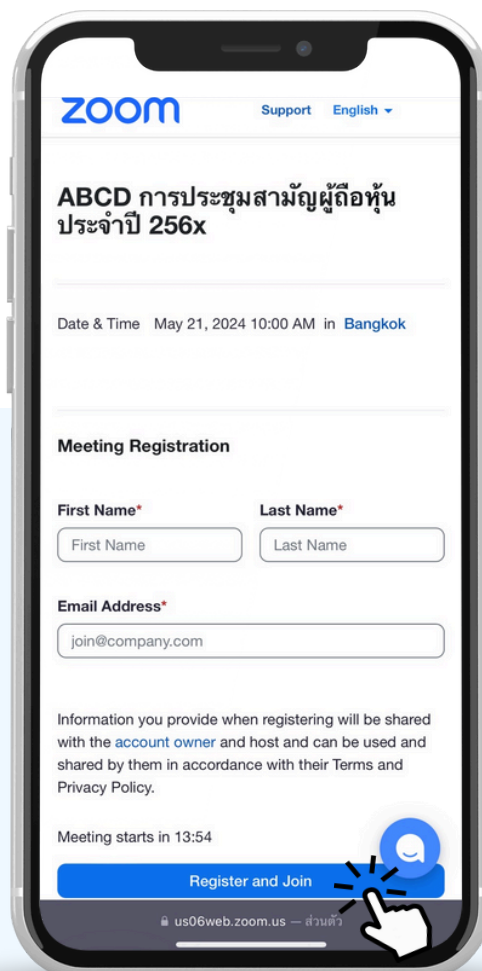 zoom Support English
ABCD การประชุมสามัญผู้ถือหุ้น
ประจำปี 256x
Date & Time May 21, 2024 10:00 AM in Bangkok
Meeting Registration
First Name* Last Name*
First Name Last Name
Email Address*
join@company.com
Information you provide when registering will be shared
with the account owner and host and can be used and
shared by them in accordance with their Terms and
Privacy Policy.
Meeting starts in 13:54
Register and Join
us06web.zoom.us — ส่วนตัว